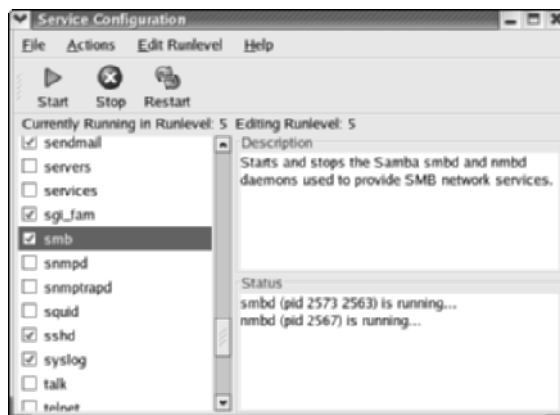 Service Configuration
File Actions Edit Runlevel Help
Start Stop Restart
Currently Running in Runlevel: 5 Editing Runlevel: 5
sendmail
servers
services
sgi_fam
smb
snmpd
snmptrapd
squid
sshd
syslog
talk
telnet
Description
Starts and stops the Samba smbd and nmbd
daemons used to provide SMB network services.
Status
smbd (pid 2573 2563) is running...
nmbd (pid 2567) is running...